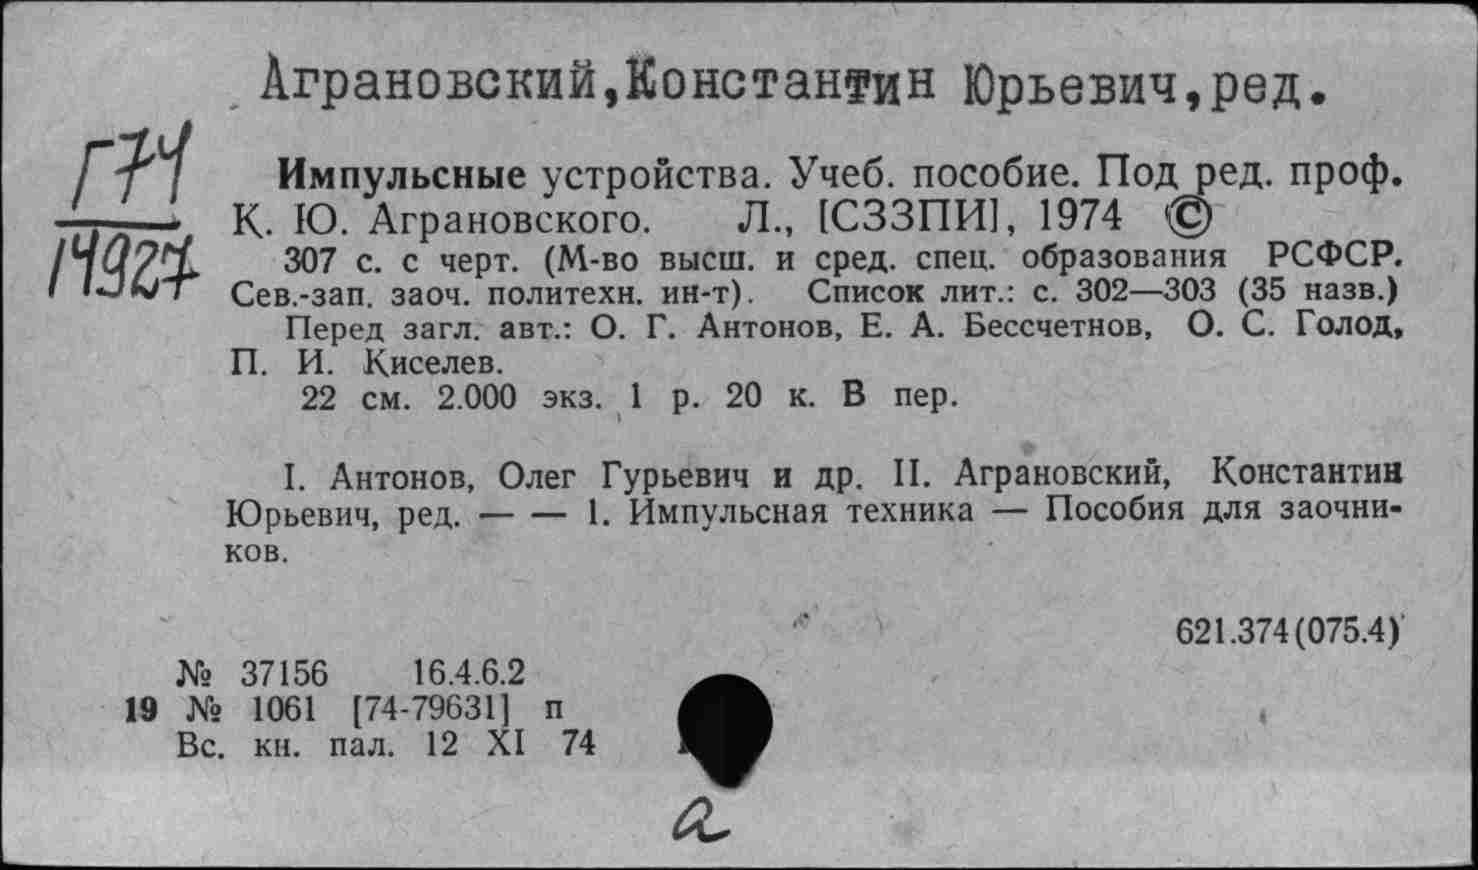 Аграновский,Константин Юрьевич,ред.
Г74
14927
Импульсные устройства. Учеб. пособие. Под ред. проф.
К. Ю. Аграновского. Л., [СЗЗПИ], 1974 ©
307 с. с черт. (М-во высш. и сред. спец. образования РСФСР.
Сев.-зап. заоч. политехн. ин-т). Список лит.: с. 302—303 (35 назв.)
Перед загл. авт.: О. Г. Антонов, Е. А. Бессчетнов, О. С. Голод,
П. И. Киселев.
22 см. 2.000 экз. 1 р. 20 к. В пер.
I. Антонов, Олег Гурьевич и др. II. Аграновский, Константин
Юрьевич, ред. — — 1. Импульсная техника — Пособия для заочни-
ков.
621.374(075.4)
№ 37156 16.4.6.2
19 № 1061 [74-79631] п
Вс. кн. пал. 12 XI 74
а